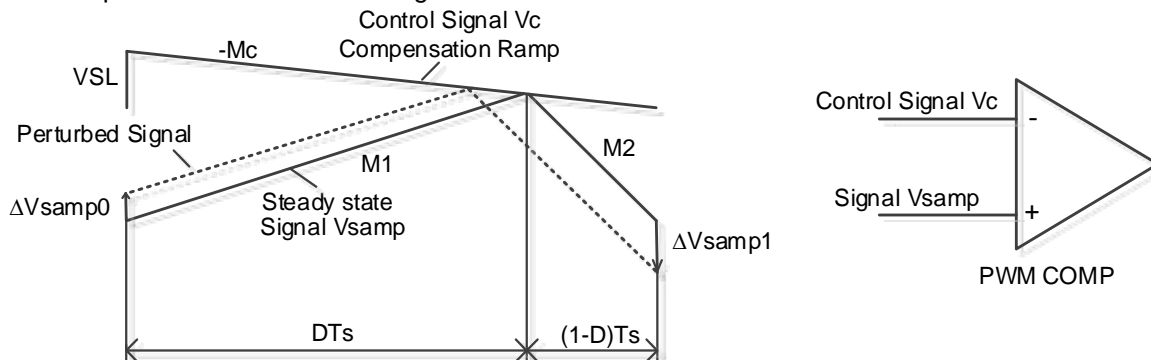 Control Signal Vc
Compensation Ramp
-Mc
VSL
Perturbed Signal
M1
M2
Steady state
Signal Vsamp
ΔVsamp0
ΔVsamp1
DTs
(1-D)Ts
Control Signal Vc
-
Signal Vsamp
+
PWM COMP